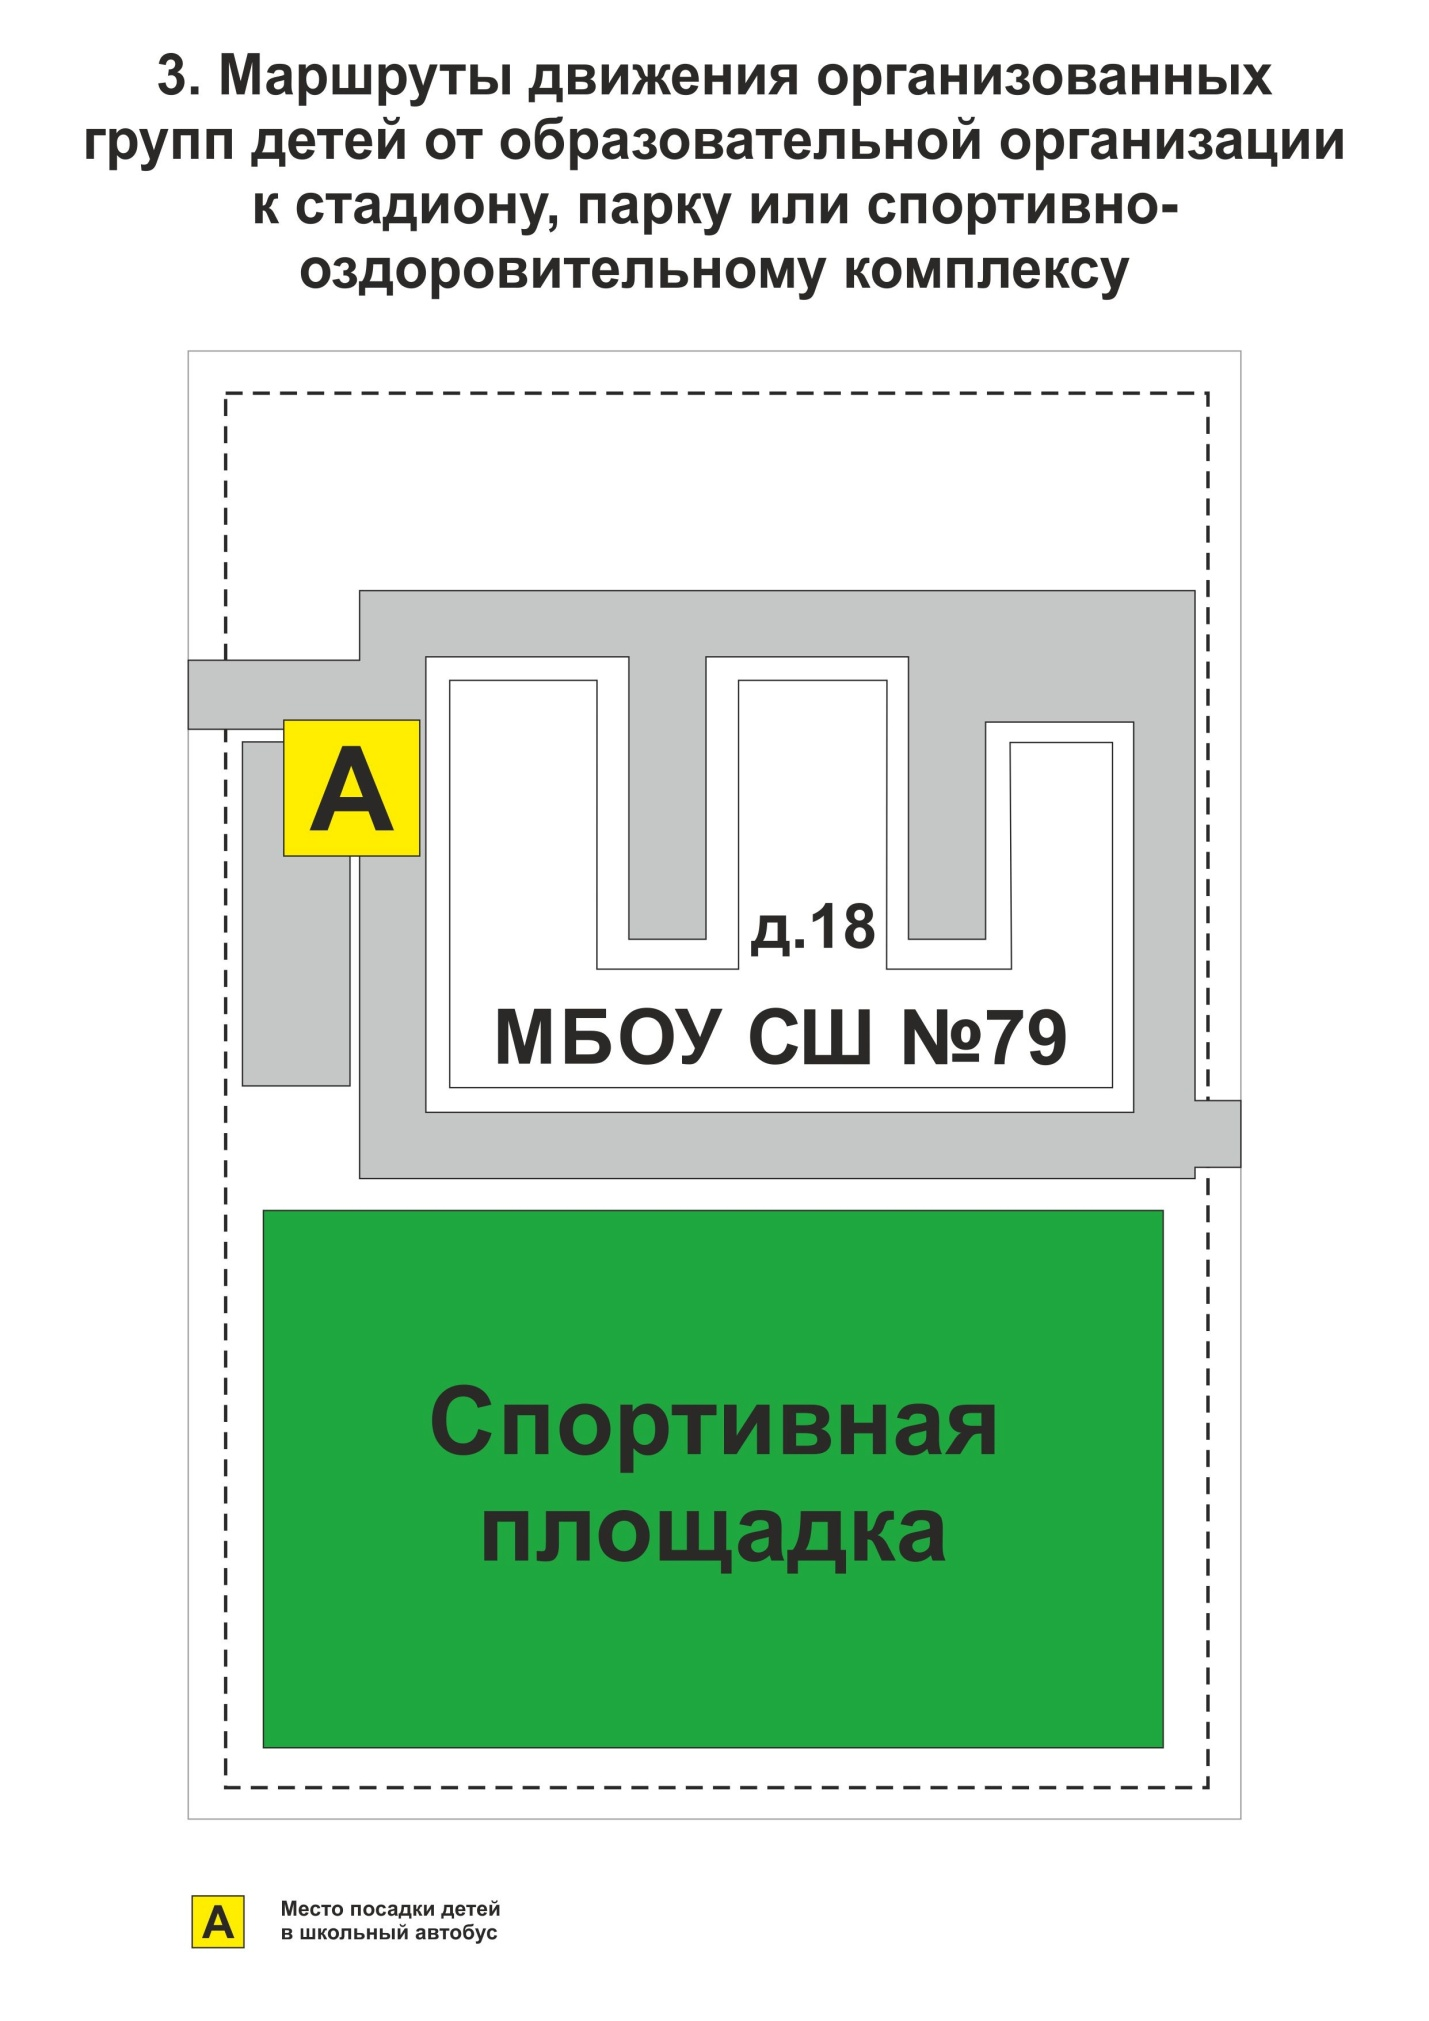 3. Маршруты движения организованных
групп детей от образовательной организации
к стадиону, парку или спортивно-
оздоровительному комплексу
А
д.18
МБОУ СШ №79
Спортивная
площадка
А
Место посадки детей
в школьный автобус